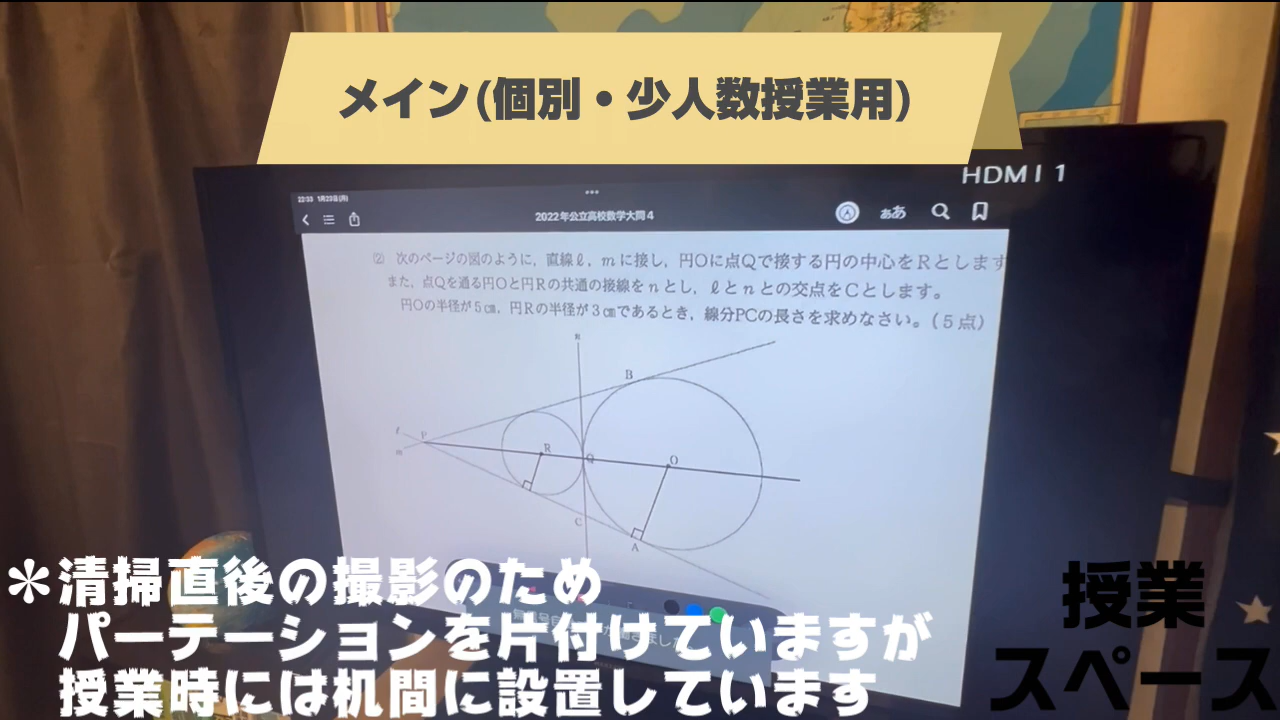 メイン(個別・少人数授業用)
HDMI 1
22:33 1月23日(月)
2022年公立高校数学大問4
ぁあ
(2) 次のページの図のように，直線ℓ，mに接し，円Oに点Qで接する円の中心をRとします
また，点Qを通る円Oと円Rの共通の接線をnとし，ℓとnとの交点をCとします。
円Oの半径が5㎝，円Rの半径が3㎝であるとき，線分PCの長さを求めなさい。(5点)
n
B
ℓ
P
m
R
Q
O
C
A
＊清掃直後の撮影のため
パーテーションを片付けていますが
授業時には机間に設置しています
授業
スペース